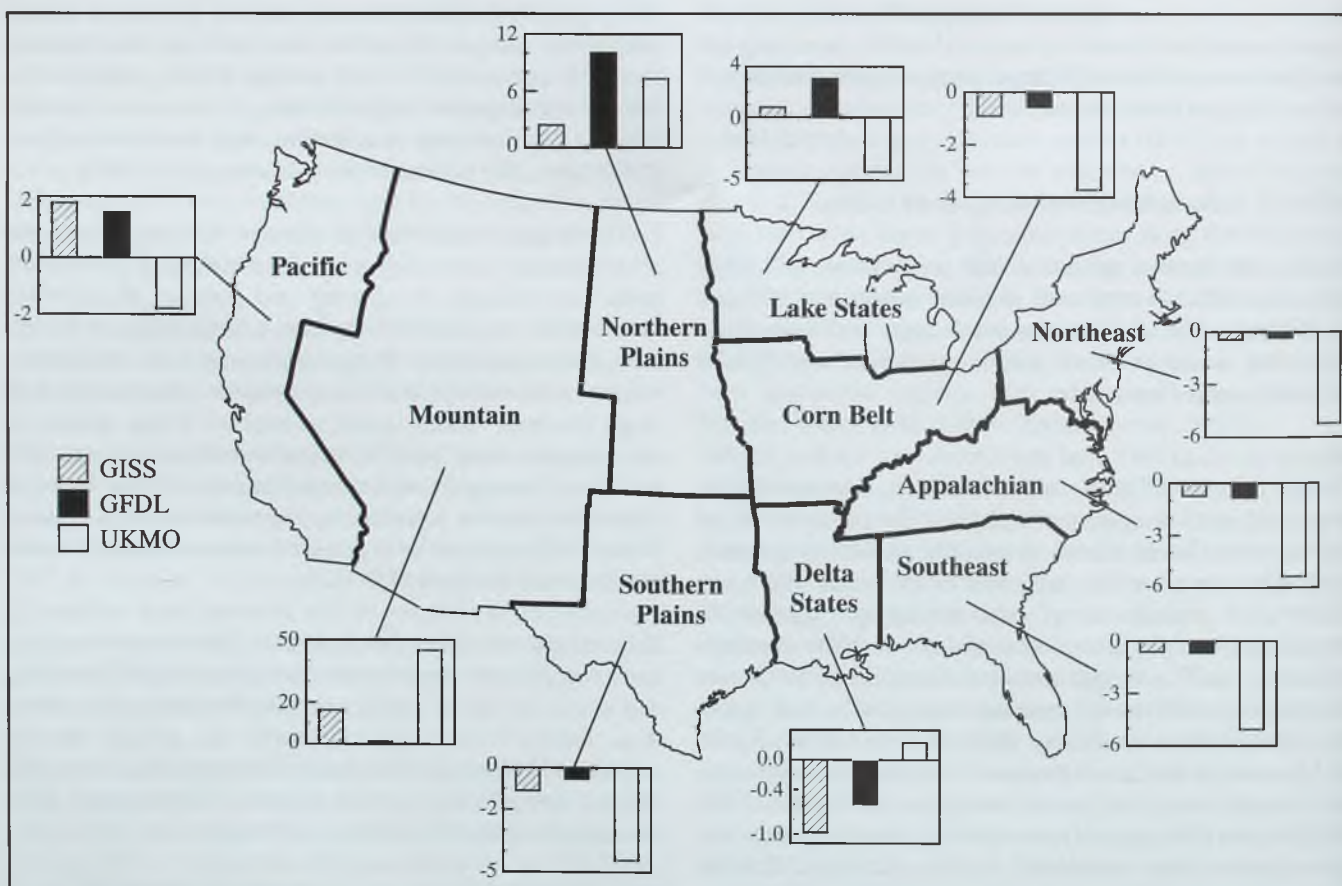 12
6
0
4
0
-5
0
-2
-4
2
0
-2
Pacific
Northern
Plains
Lake States
Northeast
0
-3
-6
Mountain
Corn Belt
GISS
GFDL
UKMO
Appalachian
0
-3
-6
Southern
Plains
Delta
States
Southeast
50
20
0
0
-3
-6
0
-2
-5
0.0
-0.4
-1.0